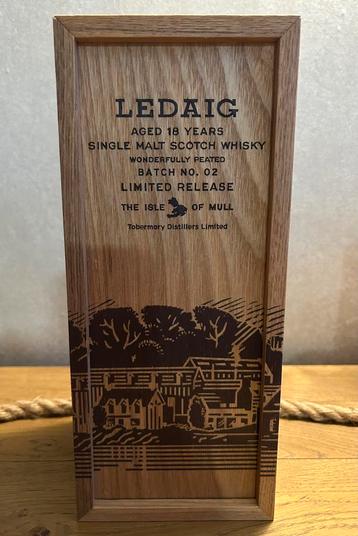 LEDAIG
AGED 18 YEARS
SINGLE MALT SCOTCH WHISKY
WONDERFULLY PEATED
BATCH NO. 02
LIMITED RELEASE
THE ISLE OF MULL
Tobermory Distillers Limited